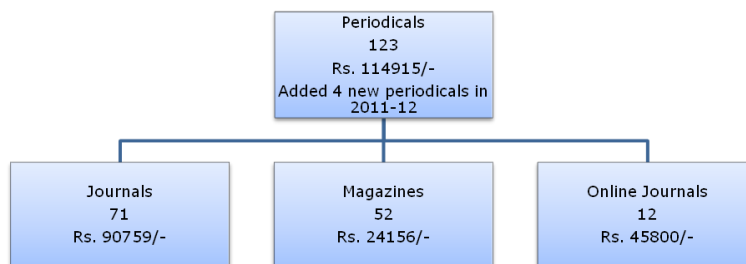 Periodicals
123
Rs. 114915/-
Added 4 new periodicals in
2011-12
Journals
71
Rs. 90759/-
Magazines
52
Rs. 24156/-
Online Journals
12
Rs. 45800/-